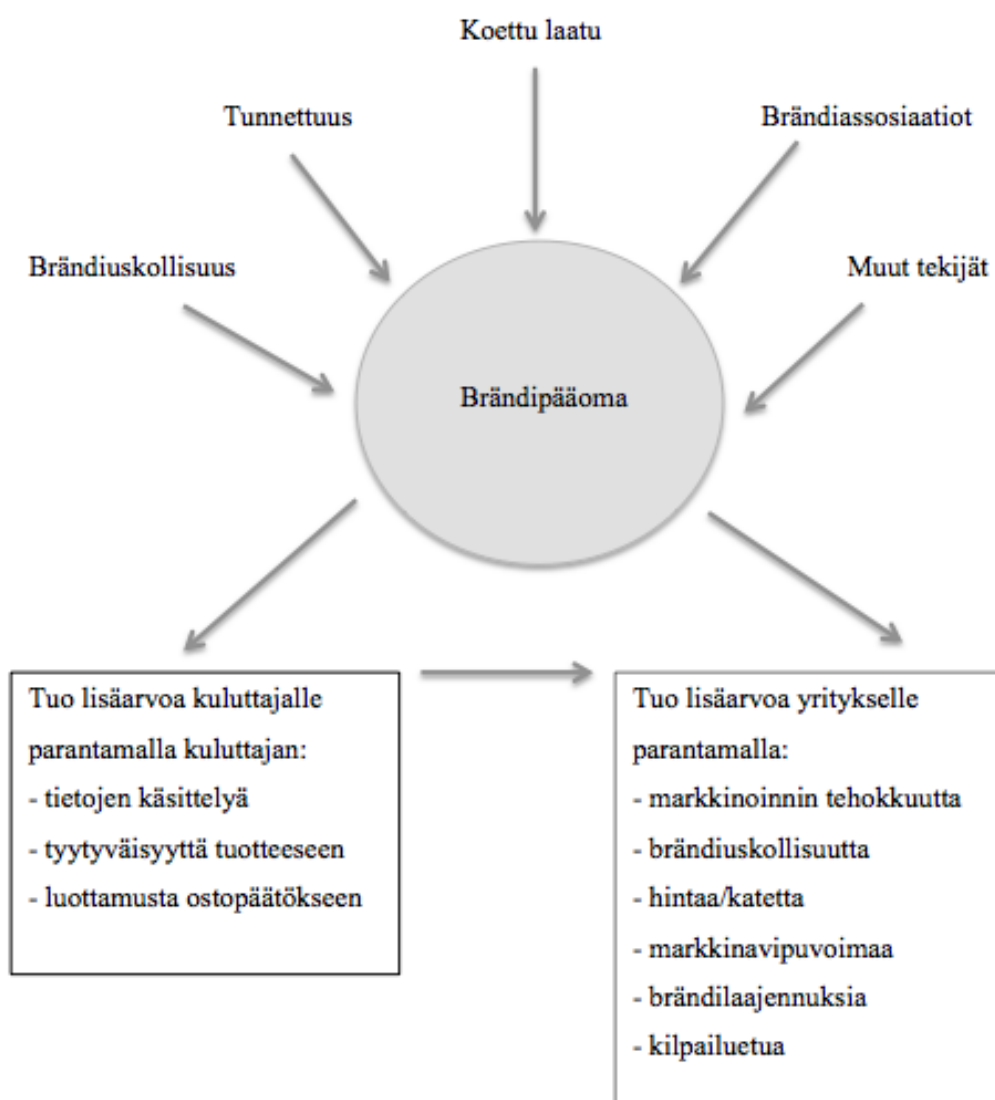 Koettu laatu
Tunnettuus
Brändiassosiaatiot
Brändiuskollisuus
Muut tekijät
Brändipääoma
Tuo lisäarvoa kuluttajalle
parantamalla kuluttajan:
- tietojen käsittelyä
- tyytyväisyyttä tuotteeseen
- luottamusta ostopäätökseen
Tuo lisäarvoa yritykselle
parantamalla:
- markkinoinnin tehokkuutta
- brändiuskollisuutta
- hintaa/katetta
- markkinavipuvoimaa
- brändilaajennuksia
- kilpailuetua